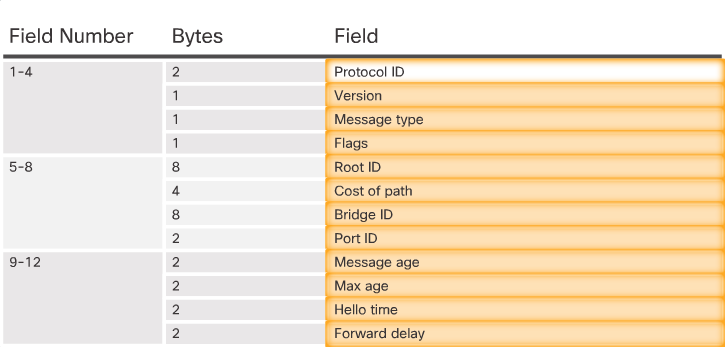 Field Number Bytes Field
1-4 2 Protocol ID
1 Version
1 Message type
1 Flags
5-8 8 Root ID
4 Cost of path
8 Bridge ID
2 Port ID
9-12 2 Message age
2 Max age
2 Hello time
2 Forward delay